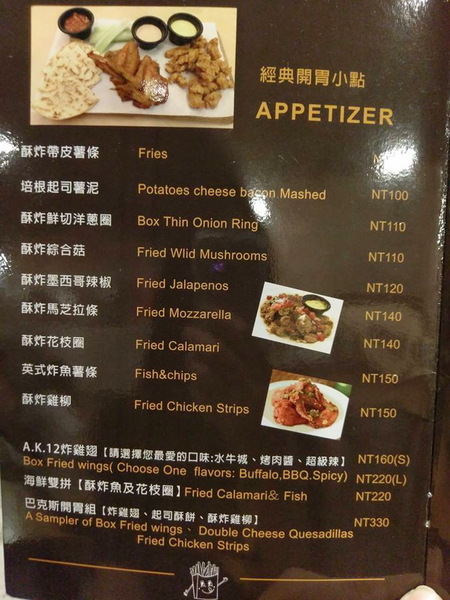 經典開胃小點
APPETIZER
酥炸帶皮薯條 Fries
培根起司薯泥 Potatoes cheese bacon Mashed NT100
酥炸鮮切洋蔥圈 Box Thin Onion Ring NT110
酥炸綜合菇 Fried Wlid Mushrooms NT110
酥炸墨西哥辣椒 Fried Jalapenos NT120
酥炸馬芝拉條 Fried Mozzarella NT140
酥炸花枝圈 Fried Calamari NT140
英式炸魚薯條 Fish&chips NT150
酥炸雞柳 Fried Chicken Strips NT150
A.K.12炸雞翅【請選擇您最愛的口味:水牛城、烤肉醬、超級辣】 NT160(S)
Box Fried wings( Choose One flavors: Buffalo,BBQ.Spicy) NT220(L)
海鮮雙拼【酥炸魚及花枝圈】Fried Calamari& Fish NT220
巴克斯開胃組【炸雞翅、起司酥餅、酥炸雞柳】 NT330
A Sampler of Box Fried wings、Double Cheese Quesadillas
Fried Chicken Strips